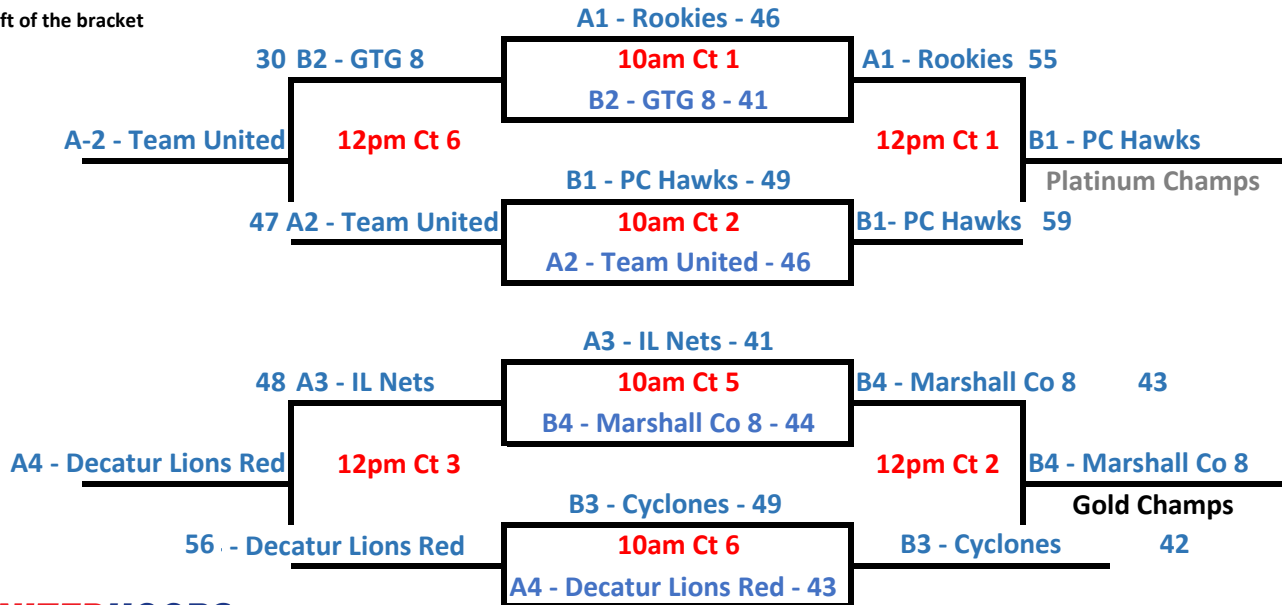 ft of the bracket
A1 - Rookies - 46
30 B2 - GTG 8
10am Ct 1
A1 - Rookies 55
B2 - GTG 8 - 41
A-2 - Team United
12pm Ct 6
12pm Ct 1
B1 - PC Hawks
B1 - PC Hawks - 49
Platinum Champs
47 A2 - Team United
10am Ct 2
B1- PC Hawks 59
A2 - Team United - 46
A3 - IL Nets - 41
48 A3 - IL Nets
10am Ct 5
B4 - Marshall Co 8 43
B4 - Marshall Co 8 - 44
A4 - Decatur Lions Red
12pm Ct 3
12pm Ct 2
B4 - Marshall Co 8
B3 - Cyclones - 49
Gold Champs
56 - Decatur Lions Red
10am Ct 6
B3 - Cyclones 42
A4 - Decatur Lions Red - 43